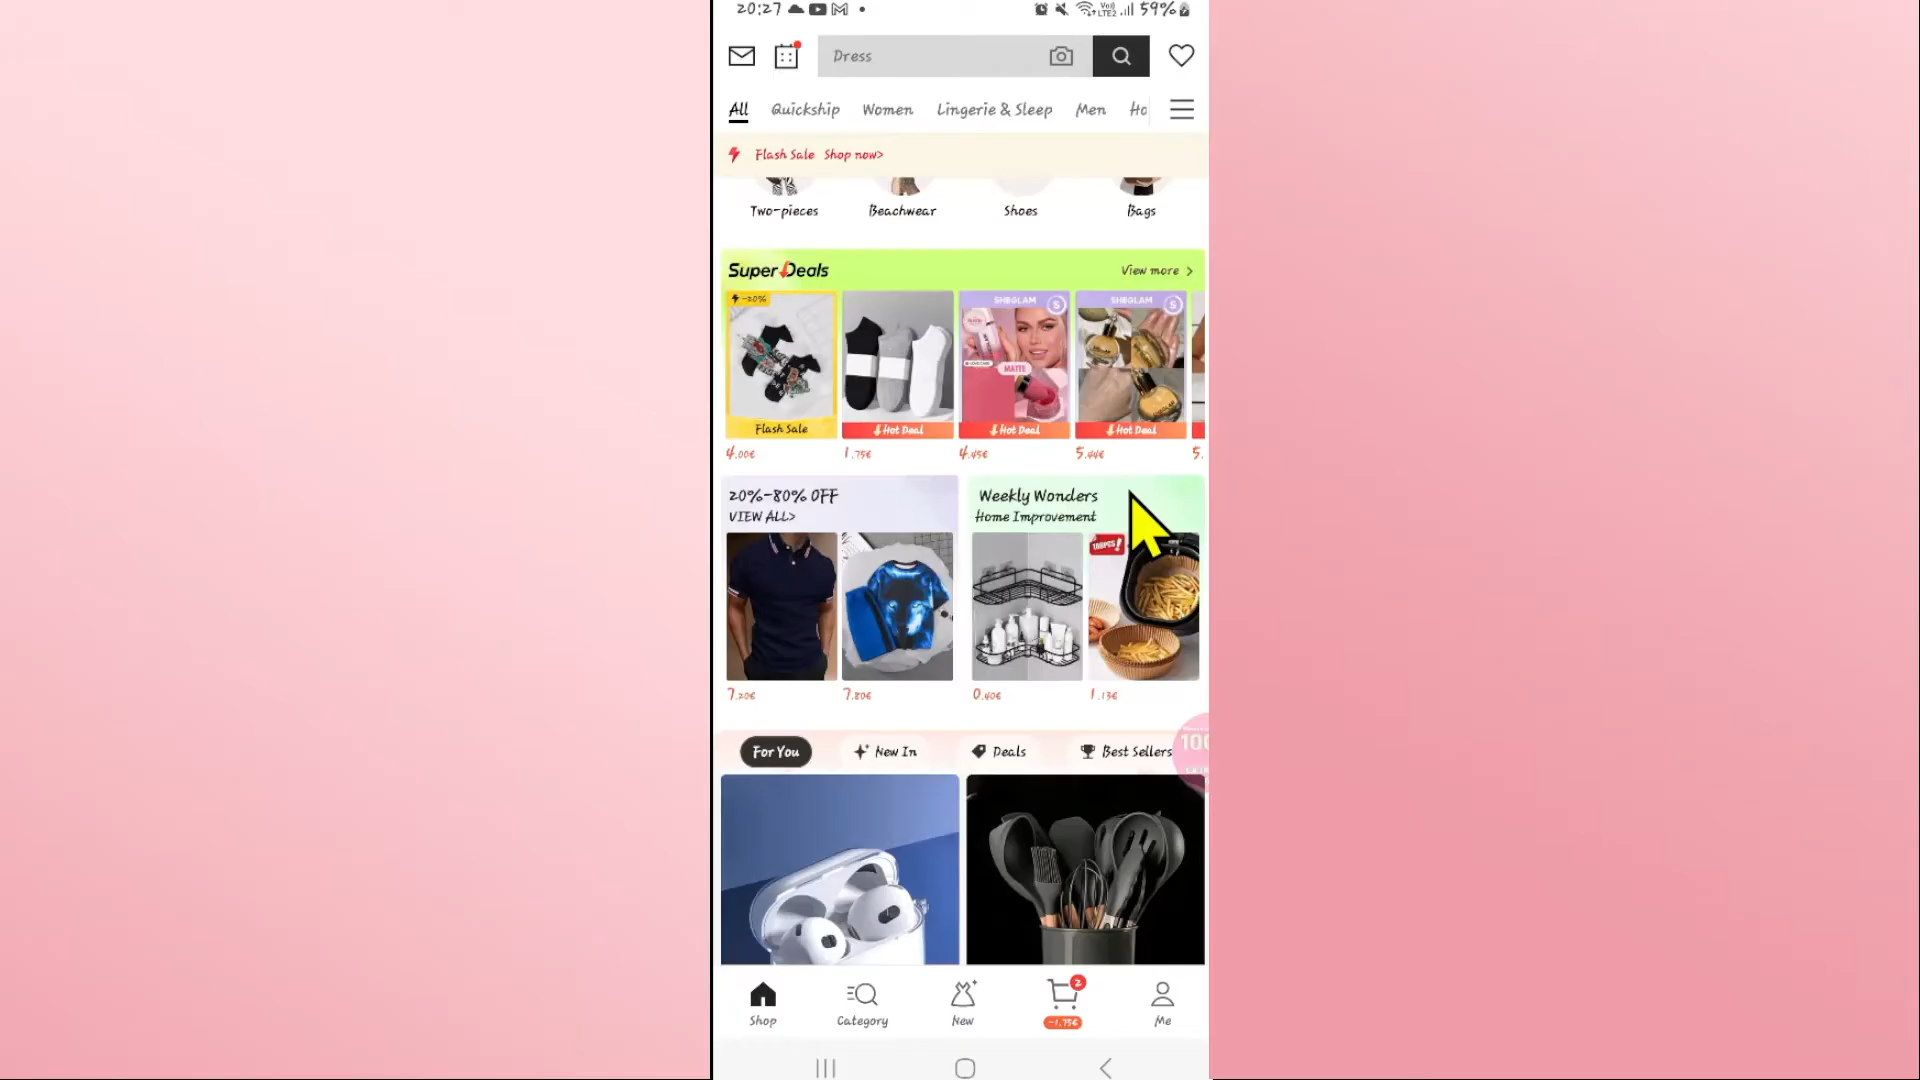 20:27
Vo))
LTE2
59%
Dress
All Quickship Women Lingerie & Sleep Men Ho
Flash Sale Shop now>
Two-pieces Beachwear Shoes Bags
Super Deals
View more >
-20%
SHEGLAM
S
SHEGLAM
S
MATTE
Flash Sale
Hot Deal
Hot Deal
Hot Deal
4.00€ 1.75€ 4.45€ 5.44€ 5.
20%-80% OFF
VIEW ALL>
Weekly Wonders
Home Improvement
100PCS!
7.20€ 7.80€ 0.40€ 1.13€
For You New In Deals Best Sellers
100
2
-1.75€
Shop Category New Me